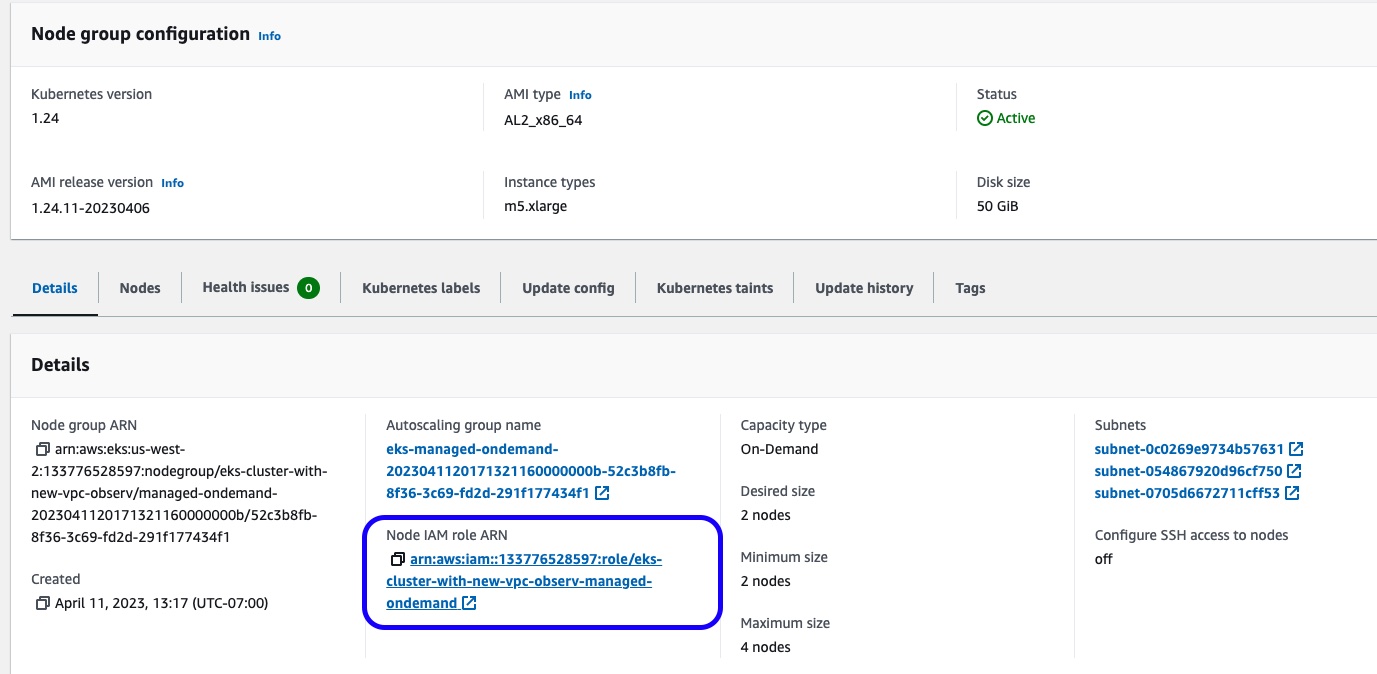 Node group configuration Info
Kubernetes version
1.24
AMI type Info
AL2_x86_64
Status
Active
AMI release version Info
1.24.11-20230406
Instance types
m5.xlarge
Disk size
50 GiB
Details
Nodes
Health issues 0
Kubernetes labels
Update config
Kubernetes taints
Update history
Tags
Details
Node group ARN
arn:aws:eks:us-west-
2:133776528597:nodegroup/eks-cluster-with-
new-vpc-observ/managed-ondemand-
2023041120171321160000000b/52c3b8fb-
8f36-3c69-fd2d-291f177434f1
Created
April 11, 2023, 13:17 (UTC-07:00)
Autoscaling group name
eks-managed-ondemand-
2023041120171321160000000b-52c3b8fb-
8f36-3c69-fd2d-291f177434f1
Node IAM role ARN
arn:aws:iam::133776528597:role/eks-
cluster-with-new-vpc-observ-managed-
ondemand
Capacity type
On-Demand
Desired size
2 nodes
Minimum size
2 nodes
Maximum size
4 nodes
Subnets
subnet-0c0269e9734b57631
subnet-054867920d96cf750
subnet-0705d6672711cff53
Configure SSH access to nodes
off